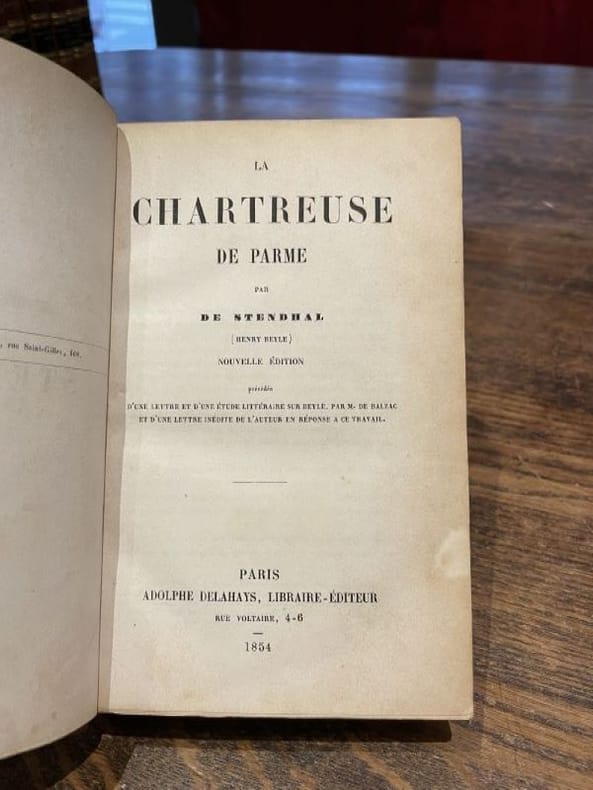 rue Saint-Gilles, 108.
LA
CHARTREUSE
DE PARME
PAR
DE STENDHAL
(HENRY BEYLE)
NOUVELLE ÉDITION
précédée
D'UNE LETTRE ET D'UNE ÉTUDE LITTÉRAIRE SUR BEYLE, PAR M. DE BALZAC
ET D'UNE LETTRE INÉDITE DE L'AUTEUR EN RÉPONSE A CE TRAVAIL.
PARIS
ADOLPHE DELAHAYS, LIBRAIRE-ÉDITEUR
RUE VOLTAIRE, 4-6
1854